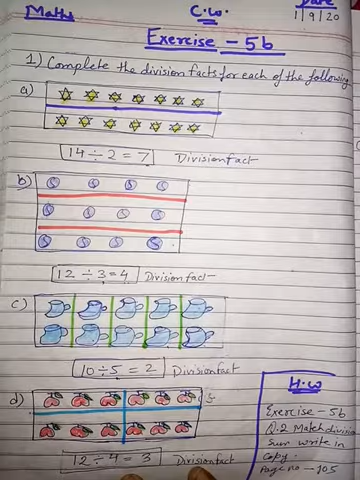 Maths C.W. Date
1/9/20
Exercise - 5b
1) Complete the division facts for each of the following
a)
14 ÷ 2 = 7 Division fact
b)
12 ÷ 3 = 4 Division fact
c)
10 ÷ 5 = 2 Division fact
d)
12 ÷ 4 = 3 Division fact
H.W
Exercise - 5b
Q.2 Match division
sum write in
copy.
Page no - 105